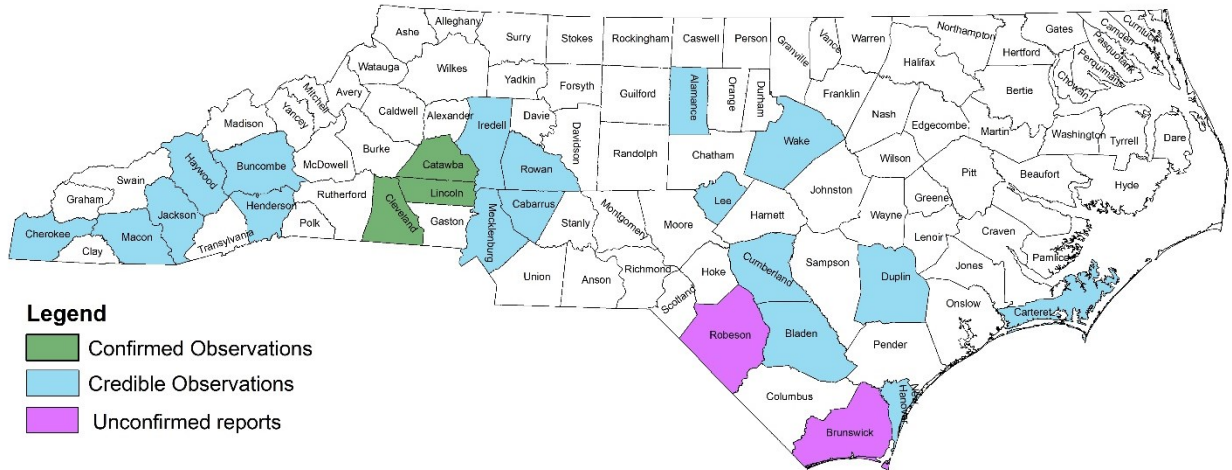 Alleghany
Ashe
Surry
Stokes
Rockingham
Caswell
Person
Granville
Vance
Warren
Northampton
Gates
Camden
Currituck
Pasquotank
Perquimans
Hertford
Chowan
Watauga
Wilkes
Yadkin
Forsyth
Guilford
Alamance
Orange
Durham
Franklin
Halifax
Bertie
Avery
Mitchell
Yancey
Caldwell
Alexander
Iredell
Davie
Davidson
Nash
Edgecombe
Martin
Washington
Tyrrell
Dare
Madison
Burke
McDowell
Catawba
Rowan
Randolph
Chatham
Wake
Wilson
Pitt
Beaufort
Hyde
Haywood
Buncombe
Swain
Rutherford
Lincoln
Johnston
Greene
Graham
Jackson
Henderson
Polk
Cleveland
Gaston
Mecklenburg
Cabarrus
Stanly
Montgomery
Moore
Lee
Harnett
Wayne
Lenoir
Craven
Pamlico
Cherokee
Macon
Clay
Transylvania
Union
Anson
Richmond
Scotland
Hoke
Cumberland
Sampson
Duplin
Jones
Onslow
Carteret
Robeson
Bladen
Pender
Columbus
Hanover
Brunswick
Legend
Confirmed Observations
Credible Observations
Unconfirmed reports